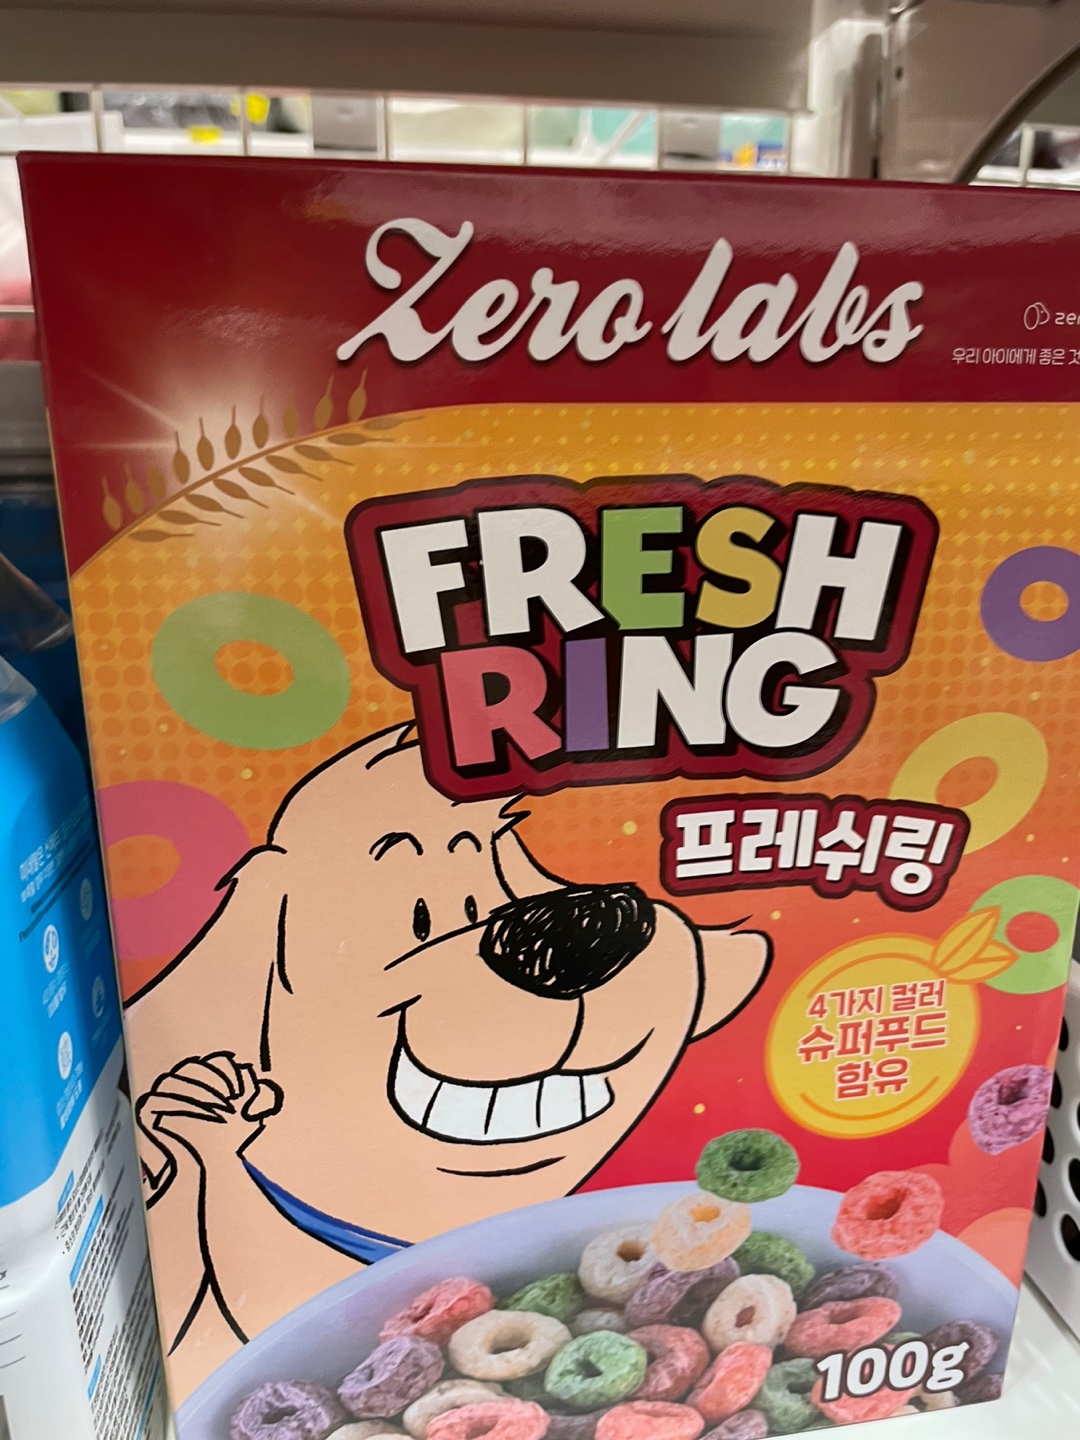 Zero labs
zer
우리 아이에게 좋은 것
FRESH
RING
프레쉬링
4가지 컬러
슈퍼푸드
함유
100g